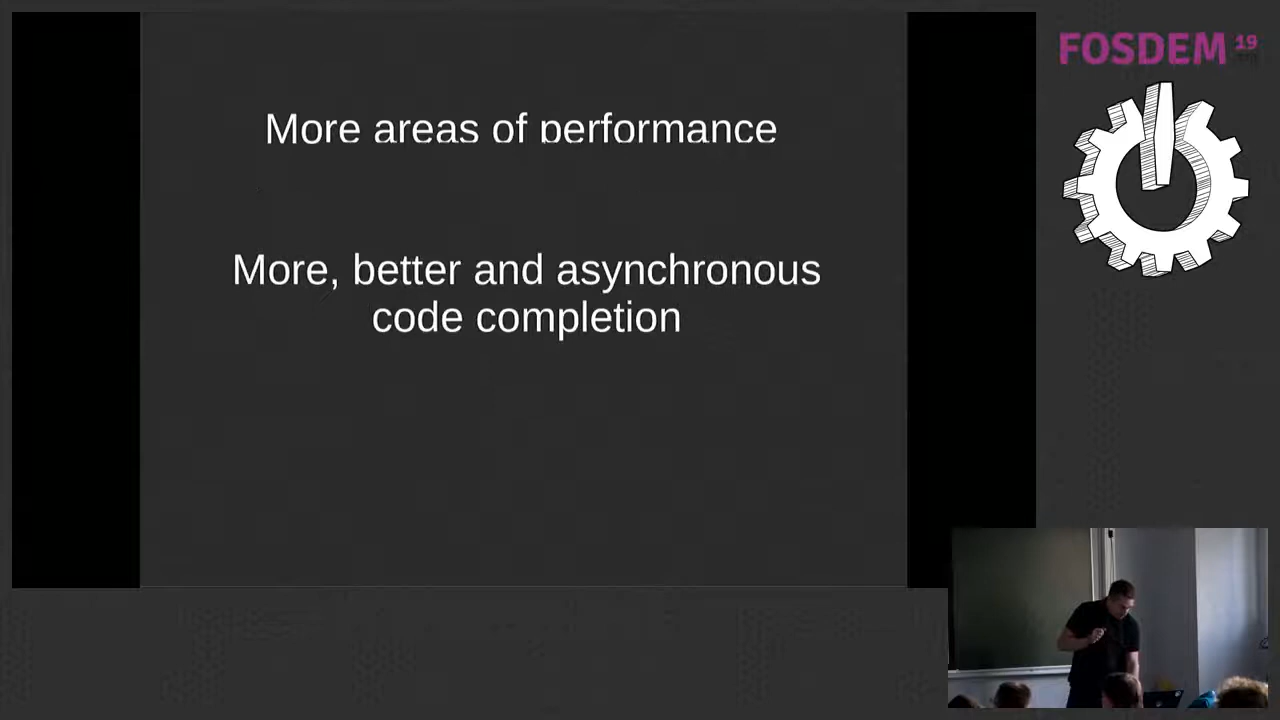 FOSDEM 19
More areas of performance
More, better and asynchronous
code completion